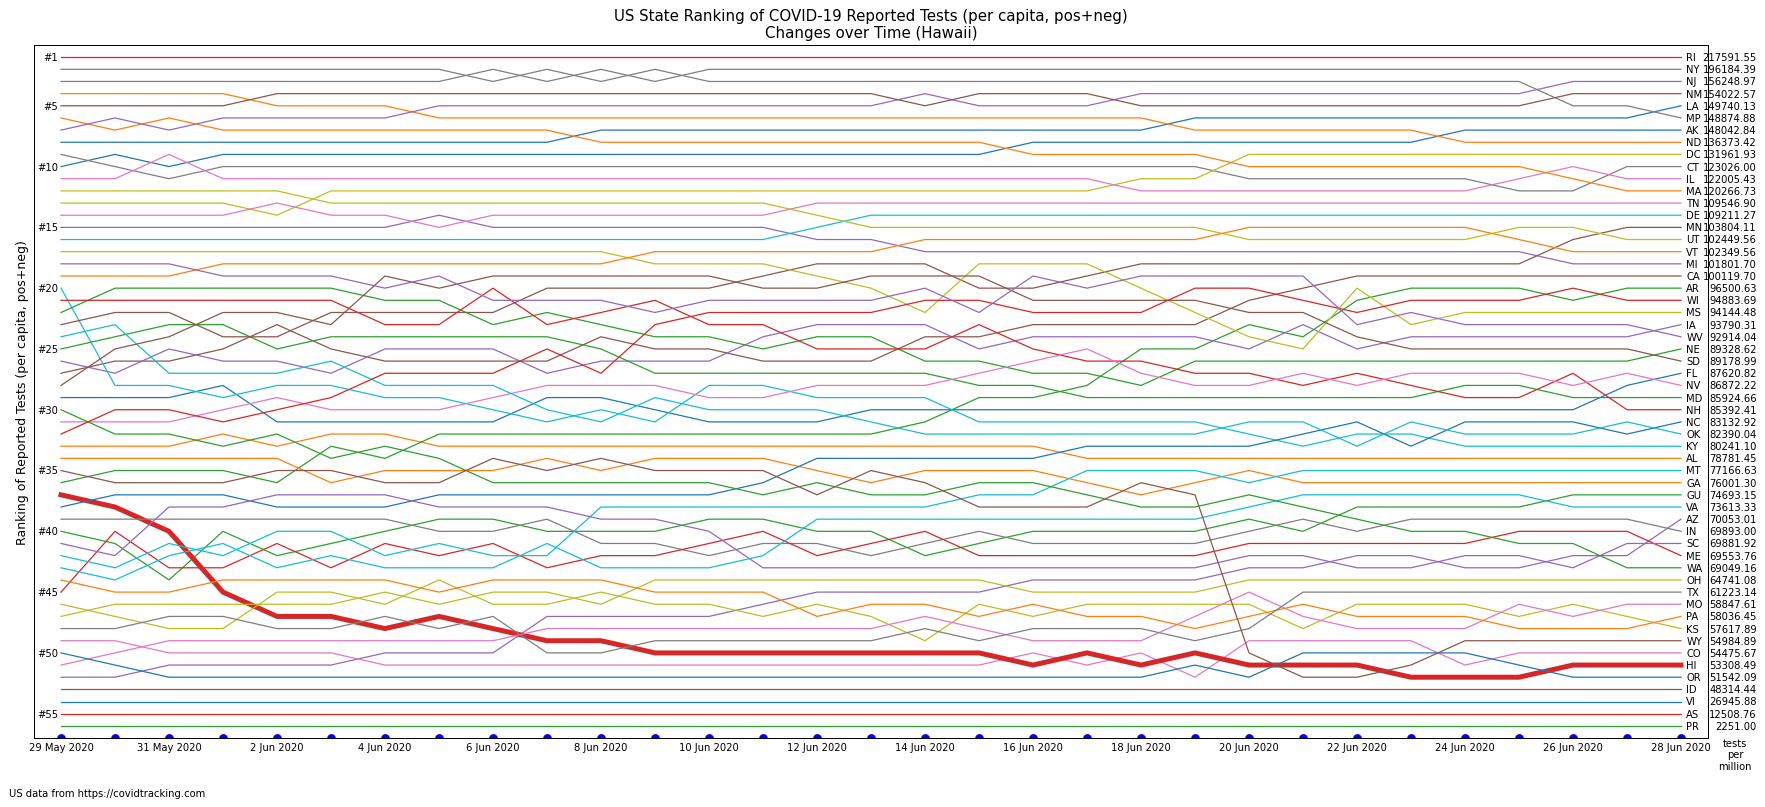 US State Ranking of COVID-19 Reported Tests (per capita, pos+neg)
Changes over Time (Hawaii)
Ranking of Reported Tests (per capita, pos+neg)
#1
#5
#10
#15
#20
#25
#30
#35
#40
#45
#50
#55
RI 217591.55
NY 196184.39
NJ 156248.97
NM 154022.57
LA 149740.13
MP 148874.88
AK 148042.84
ND 136373.42
DC 131961.93
CT 123026.00
IL 122005.43
MA 120266.73
TN 109546.90
DE 109211.27
MN 103804.11
UT 102449.56
VT 102349.56
MI 101801.70
CA 100119.70
AR 96500.63
WI 94883.69
MS 94144.48
IA 93790.31
WV 92914.04
NE 89328.62
SD 89178.99
FL 87620.82
NV 86872.22
MD 85924.66
NH 85392.41
NC 83132.92
OK 82390.04
KY 80241.10
AL 78781.45
MT 77166.63
GA 76001.30
GU 74693.15
VA 73613.33
AZ 70053.01
IN 69893.00
SC 69881.92
ME 69553.76
WA 69049.16
OH 64741.08
TX 61223.14
MO 58847.61
PA 58036.45
KS 57617.89
WY 54984.89
CO 54475.67
HI 53308.49
OR 51542.09
ID 48314.44
VI 26945.88
AS 12508.76
PR 2251.00
29 May 2020 31 May 2020 2 Jun 2020 4 Jun 2020 6 Jun 2020 8 Jun 2020 10 Jun 2020 12 Jun 2020 14 Jun 2020 16 Jun 2020 18 Jun 2020 20 Jun 2020 22 Jun 2020 24 Jun 2020 26 Jun 2020 28 Jun 2020
tests
per
million
US data from https://covidtracking.com